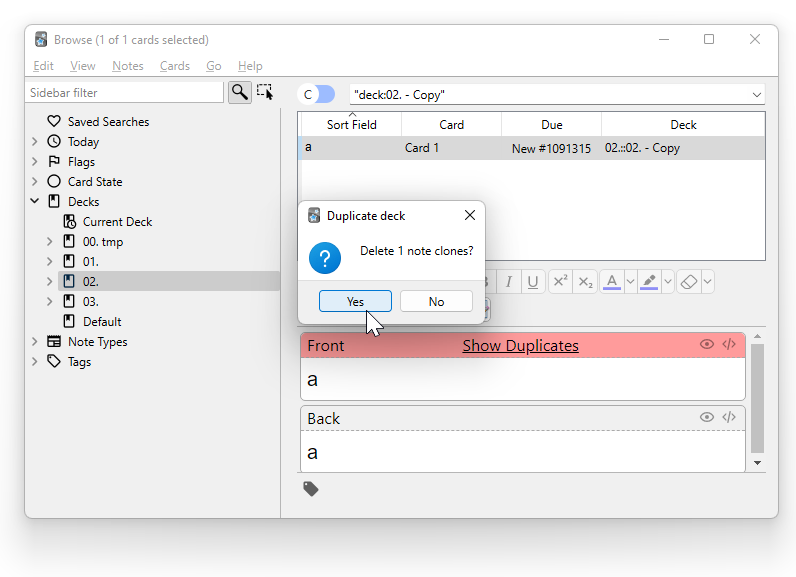 Browse (1 of 1 cards selected)
Edit View Notes Cards Go Help
Sidebar filter
C "deck:02. - Copy"
Saved Searches
Today
Flags
Card State
Decks
Current Deck
00. tmp
01.
02.
03.
Default
Note Types
Tags
Sort Field Card Due Deck
a Card 1 New #1091315 02.::02. - Copy
Duplicate deck
? Delete 1 note clones?
Yes No
I U x² x₂ A
Front Show Duplicates
a
Back
a